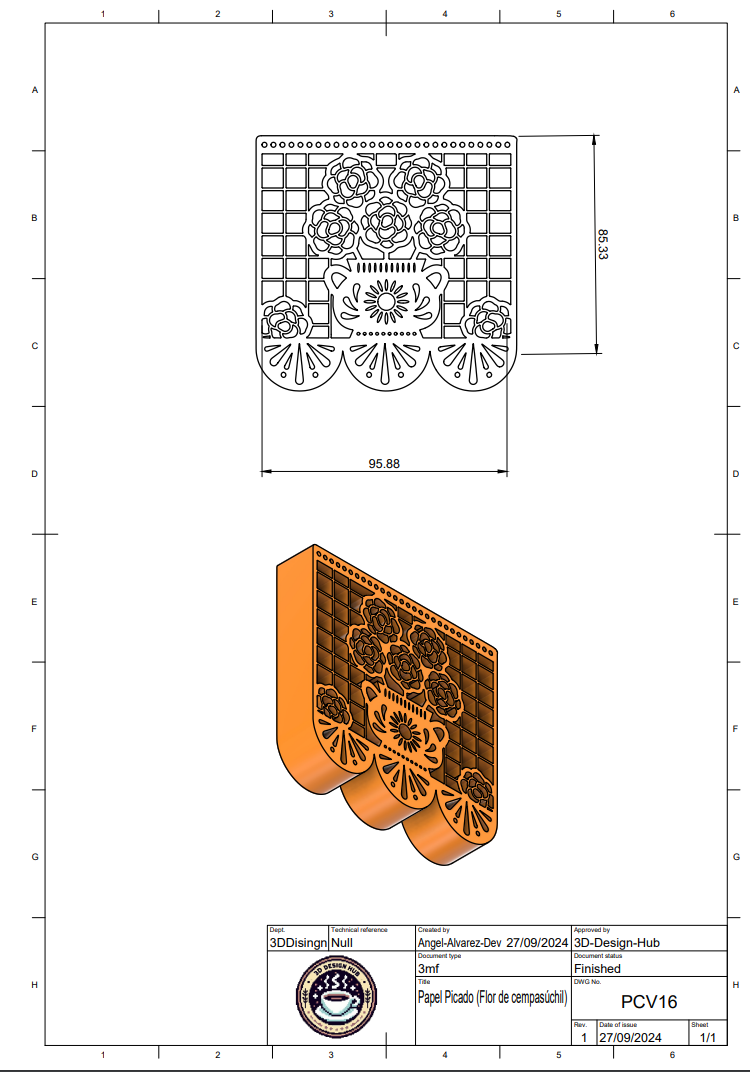 1 2 3 4 5 6
A A
B B
85.33
C C
95.88
D D
E E
F F
G G
Dept. Technical reference Created by Approved by
3DDisingn Null Angel-Alvarez-Dev 27/09/2024 3D-Design-Hub
Document type Document status
3mf Finished
3D DESIGN HUB
Title DWG No.
Papel Picado (Flor de cempasúchil) PCV16
H H
Rev. Date of issue Sheet
1 27/09/2024 1/1
1 2 3 4 5 6